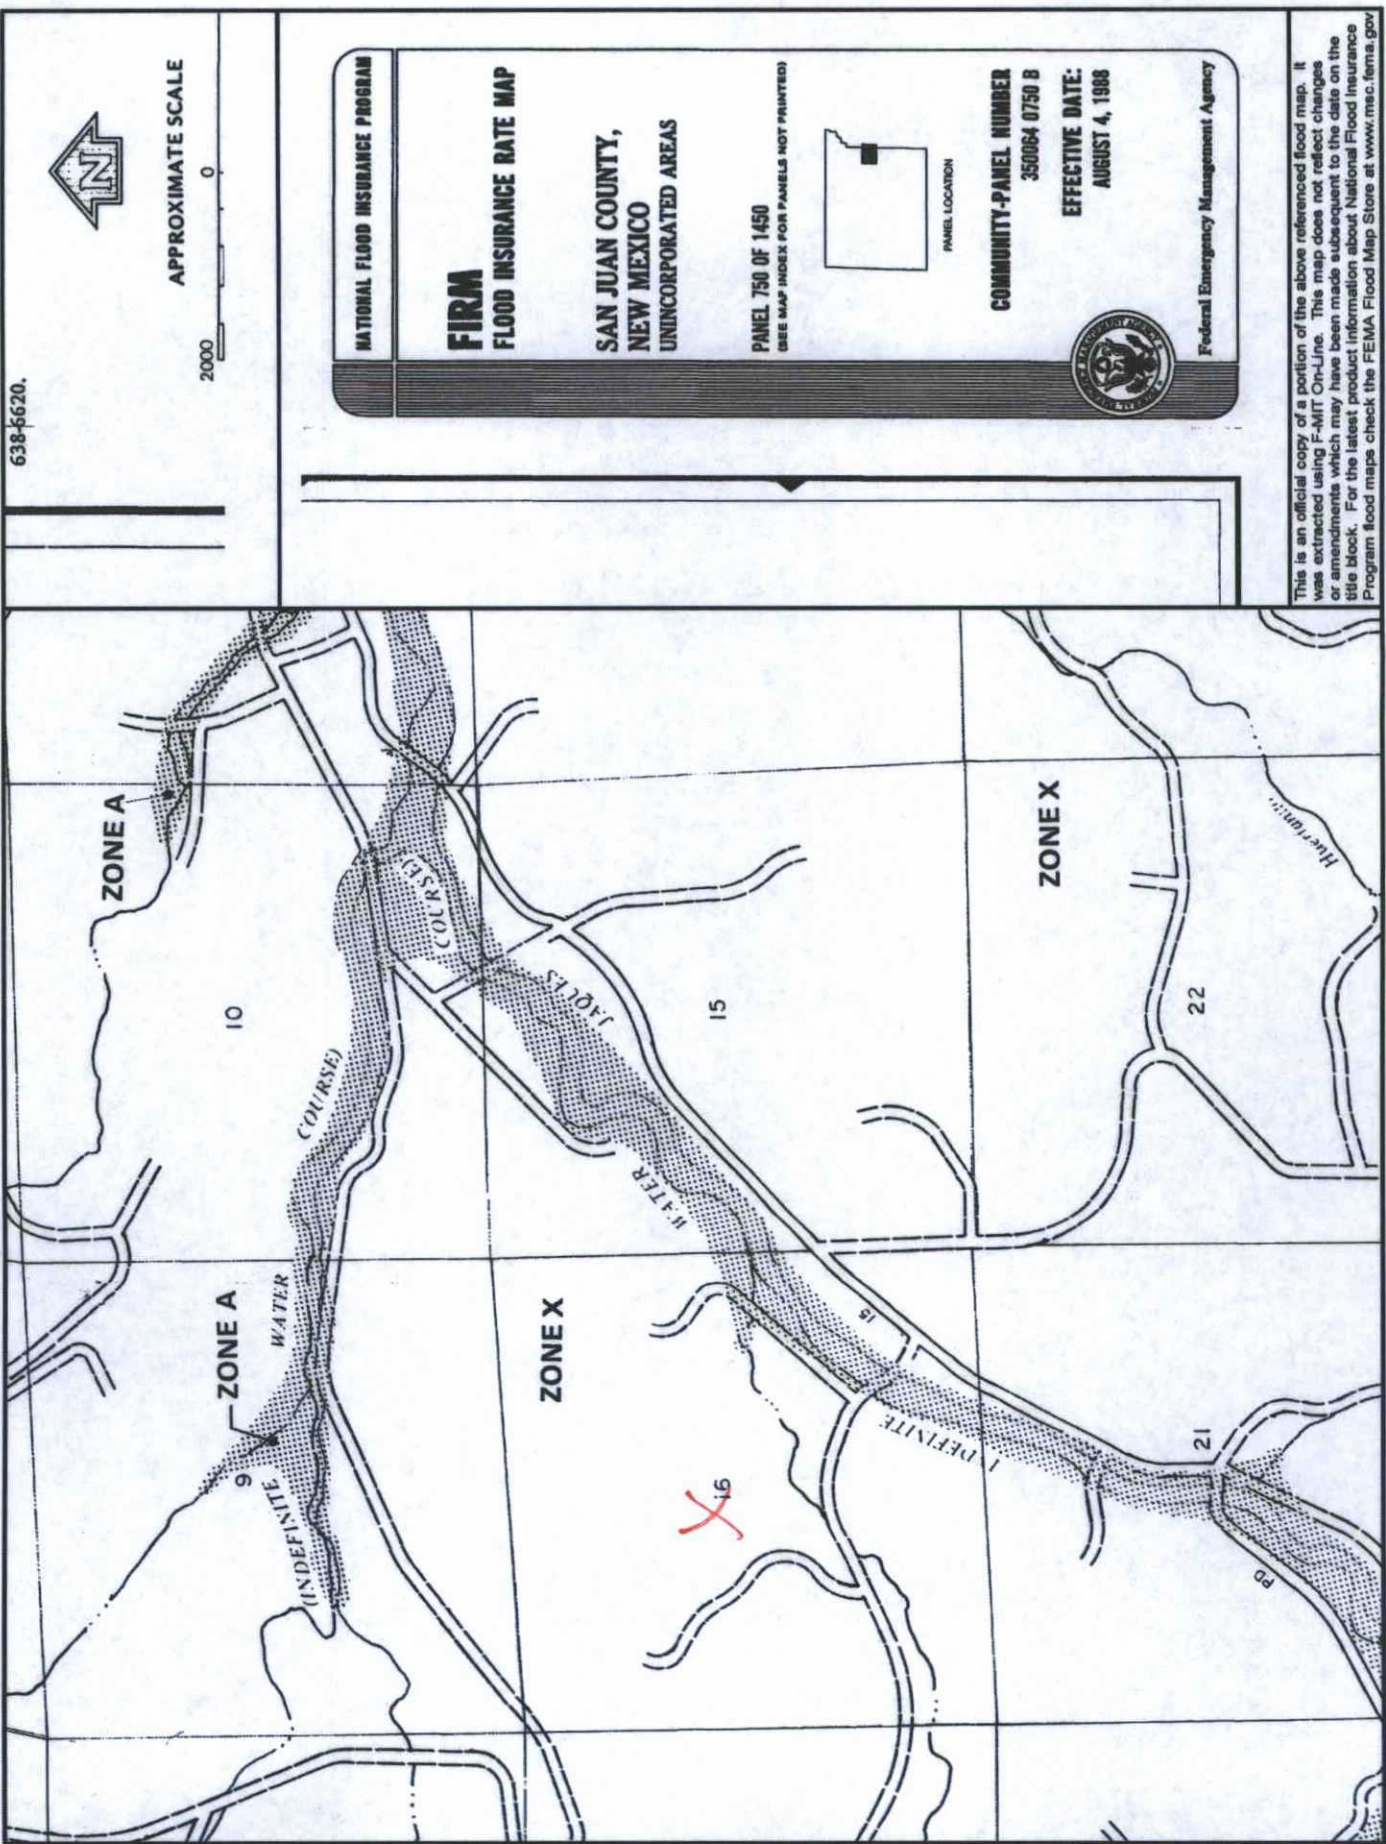 638-6620.
N
APPROXIMATE SCALE
2000 0
NATIONAL FLOOD INSURANCE PROGRAM
FIRM
FLOOD INSURANCE RATE MAP
SAN JUAN COUNTY,
NEW MEXICO
UNINCORPORATED AREAS
PANEL 750 OF 1450
(SEE MAP INDEX FOR PANELS NOT PRINTED)
PANEL LOCATION
COMMUNITY-PANEL NUMBER
350064 0750 B
EFFECTIVE DATE:
AUGUST 4, 1988
Federal Emergency Management Agency
This is an official copy of a portion of the above referenced flood map. It
was extracted using F-MIT On-Line. This map does not reflect changes
or amendments which may have been made subsequent to the date on the
title block. For the latest product information about National Flood Insurance
Program flood maps check the FEMA Flood Map Store at www.msc.fema.gov
ZONE A
10
COURSE)
WATER
ZONE A
9
(INDEFINITE
COURSE)
JAQUES
15
WATER
ZONE X
X
16
15
INDEFINITE
21
PD
ZONE X
22